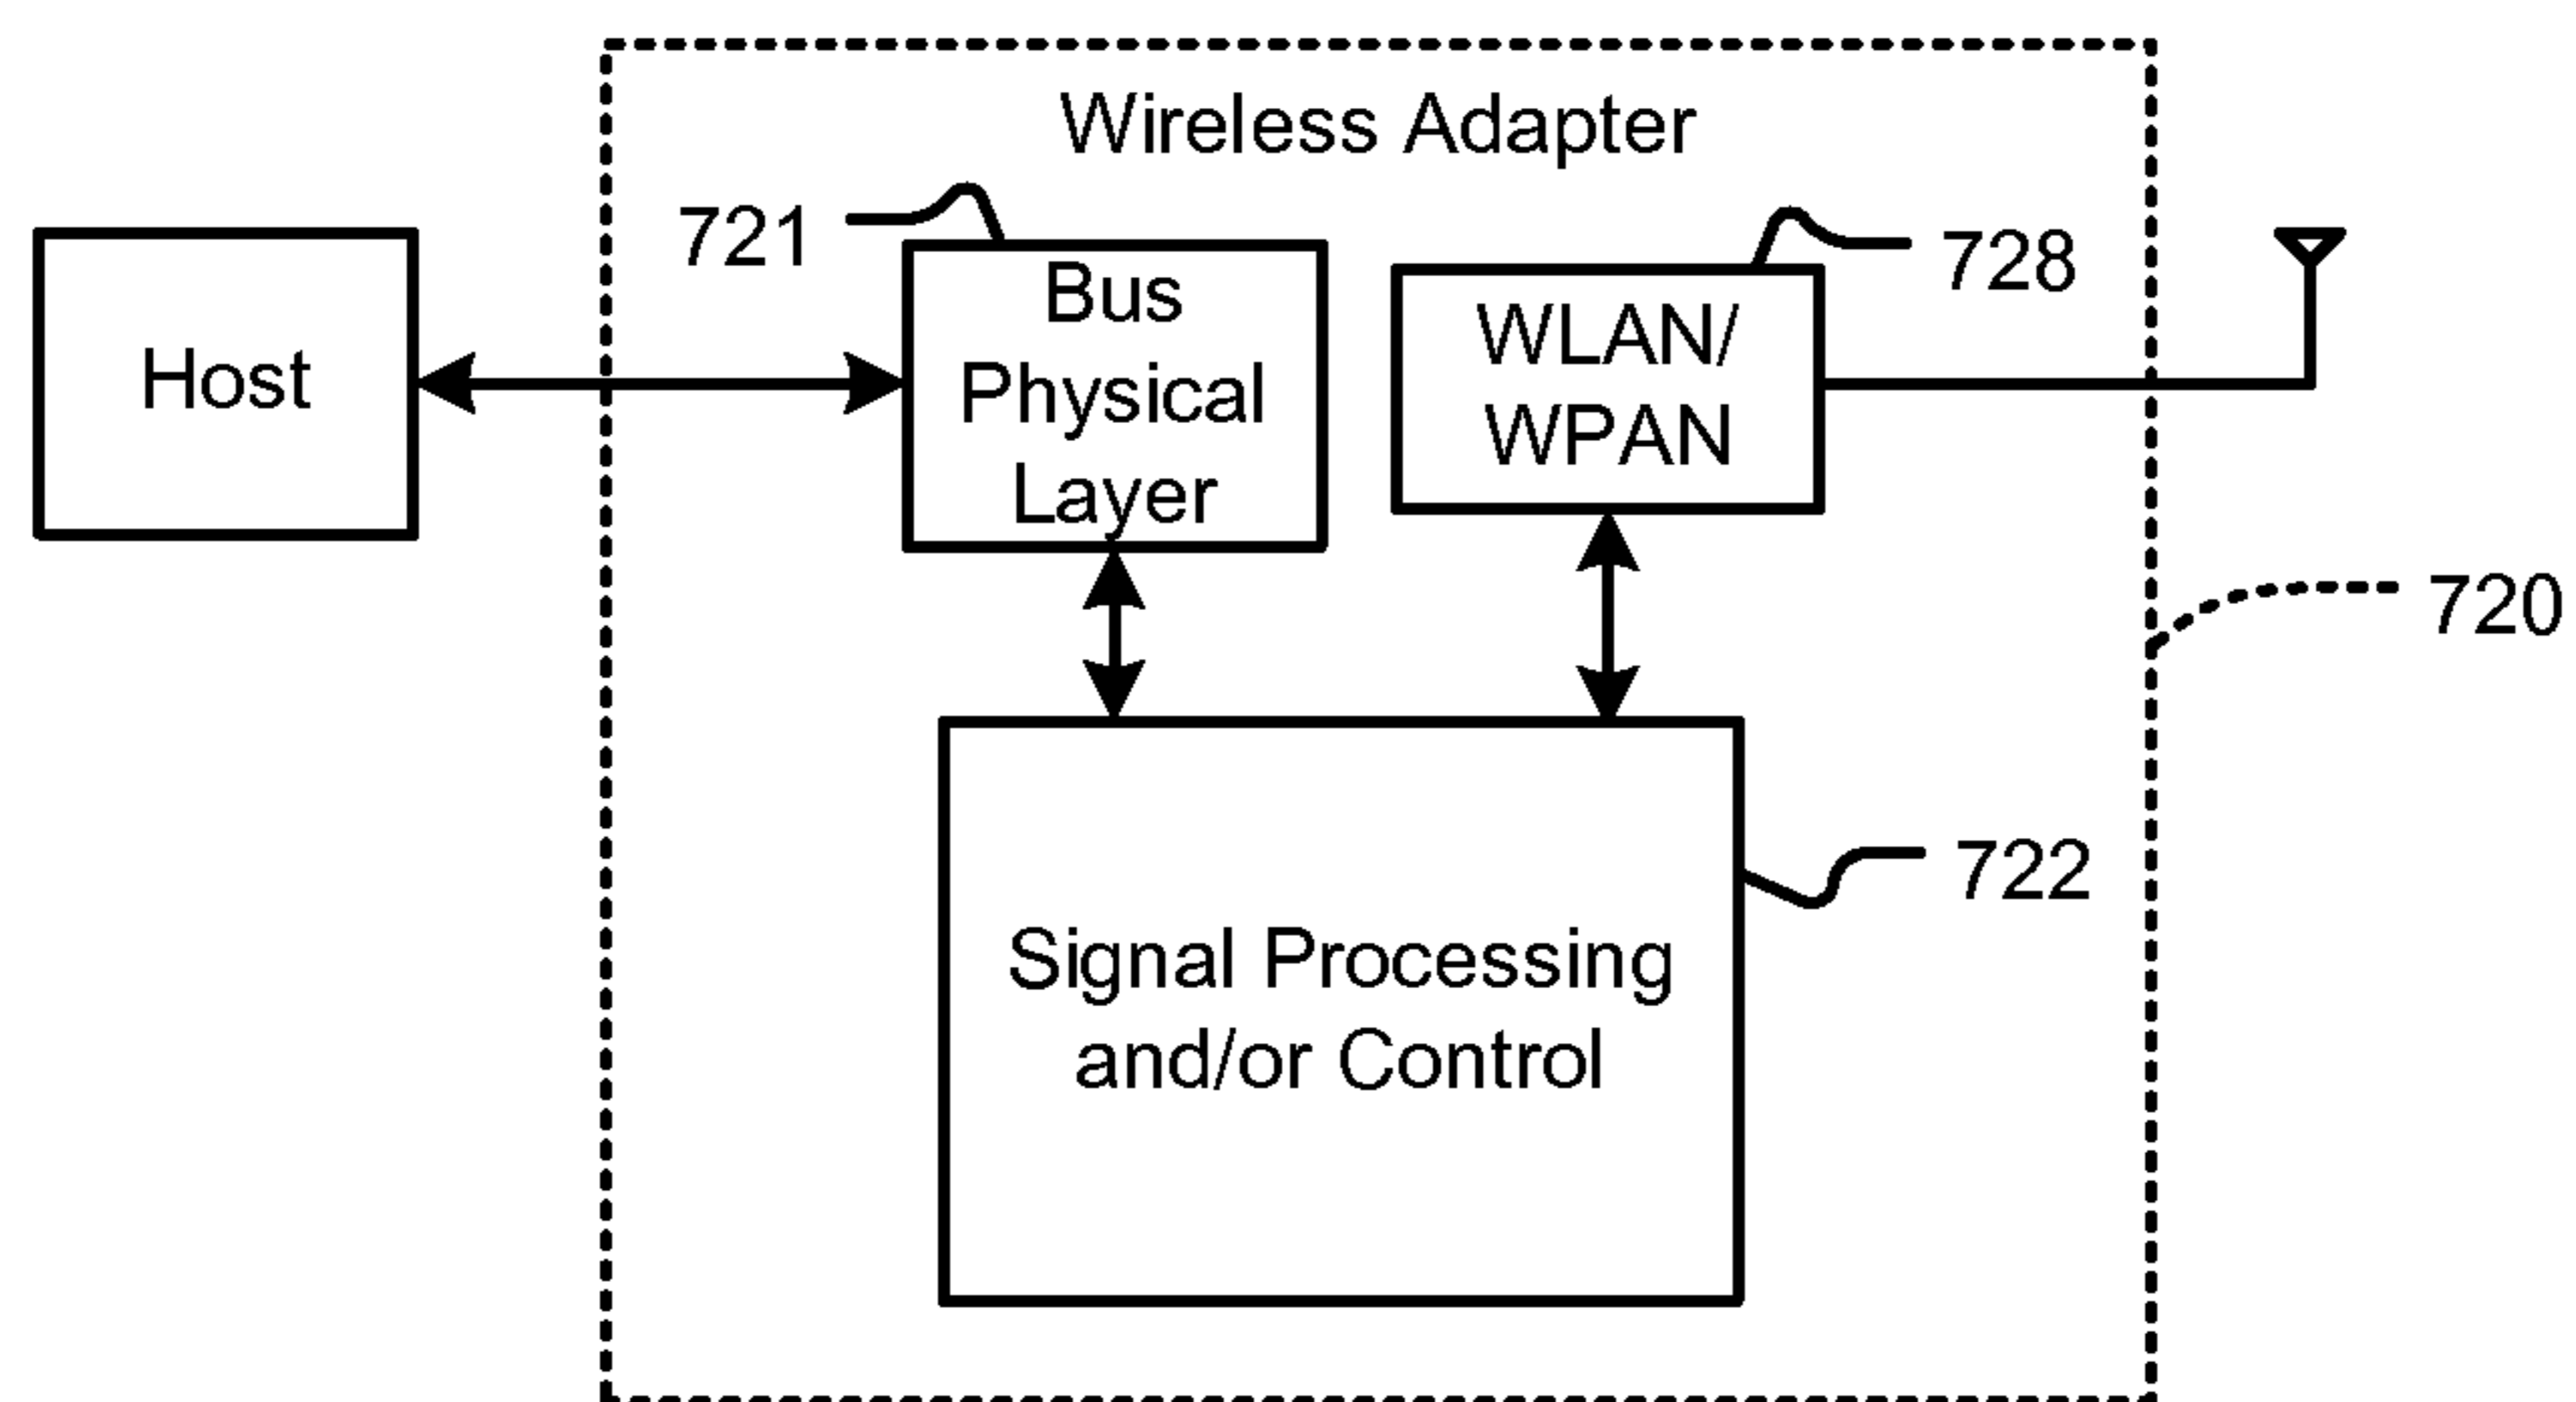 Wireless Adapter
721
728
Host
Bus
Physical
Layer
WLAN/
WPAN
720
722
Signal Processing
and/or Control